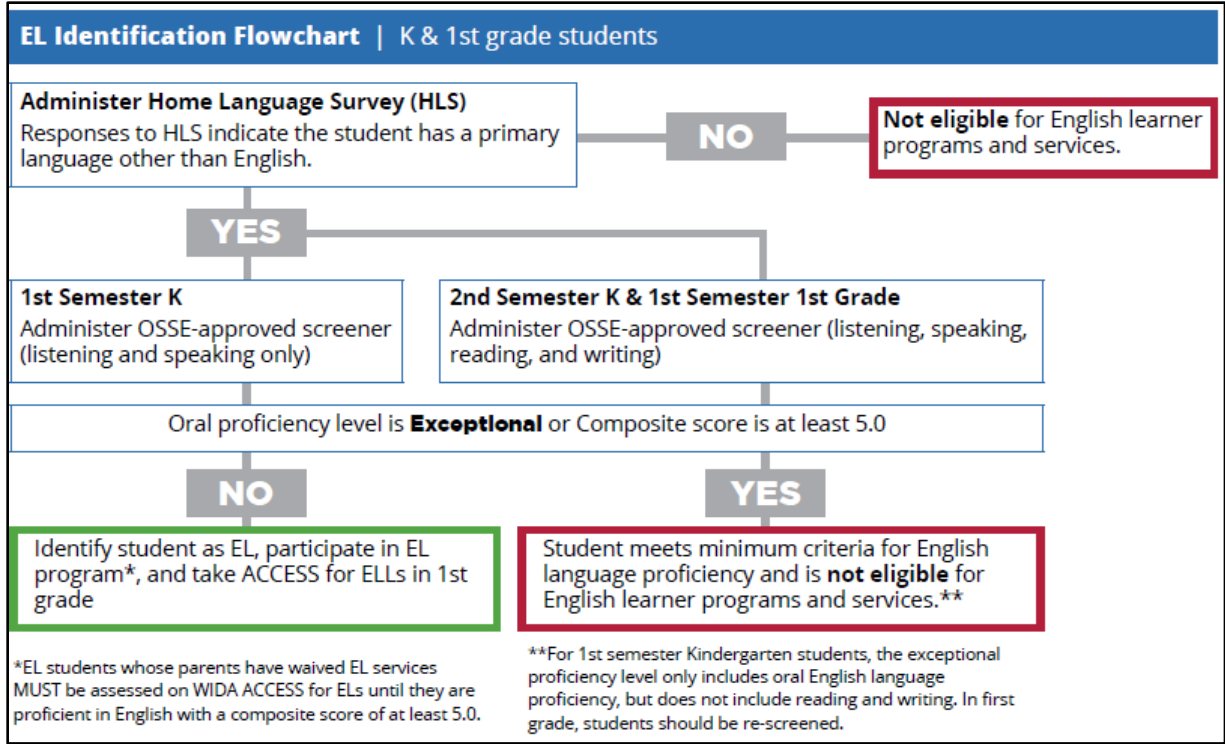 EL Identification Flowchart | K & 1st grade students
Administer Home Language Survey (HLS)
Responses to HLS indicate the student has a primary
language other than English.
NO
Not eligible for English learner
programs and services.
YES
1st Semester K
Administer OSSE-approved screener
(listening and speaking only)
2nd Semester K & 1st Semester 1st Grade
Administer OSSE-approved screener (listening, speaking,
reading, and writing)
Oral proficiency level is Exceptional or Composite score is at least 5.0
NO
YES
Identify student as EL, participate in EL
program*, and take ACCESS for ELLs in 1st
grade
Student meets minimum criteria for English
language proficiency and is not eligible for
English learner programs and services.**
*EL students whose parents have waived EL services
MUST be assessed on WIDA ACCESS for ELs until they are
proficient in English with a composite score of at least 5.0.
**For 1st semester Kindergarten students, the exceptional
proficiency level only includes oral English language
proficiency, but does not include reading and writing. In first
grade, students should be re-screened.